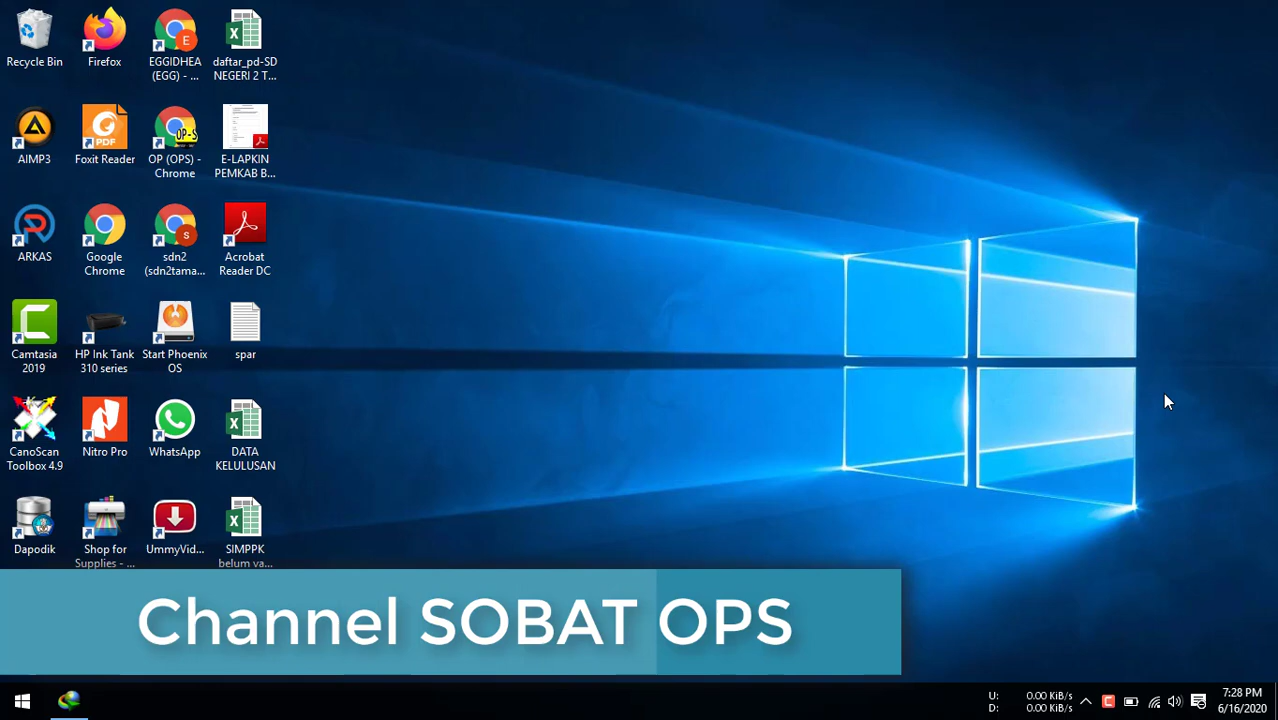 Recycle Bin
Firefox
EGGIDHEA
(EGG) - ...
daftar_pd-SD
NEGERI 2 T...
AIMP3
Foxit Reader
PDF
OP-S
OP (OPS) -
Chrome
E-LAPKIN
PEMKAB B...
ARKAS
Google
Chrome
sdn2
(sdn2tama...
Acrobat
Reader DC
Camtasia
2019
HP Ink Tank
310 series
Start Phoenix
OS
spar
CanoScan
Toolbox 4.9
Nitro Pro
WhatsApp
DATA
KELULUSAN
Dapodik
Shop for
Supplies - ...
UmmyVid...
SIMPPK
belum va...
Channel SOBAT OPS
U: 0.00 KiB/s
D: 0.00 KiB/s
7:28 PM
6/16/2020